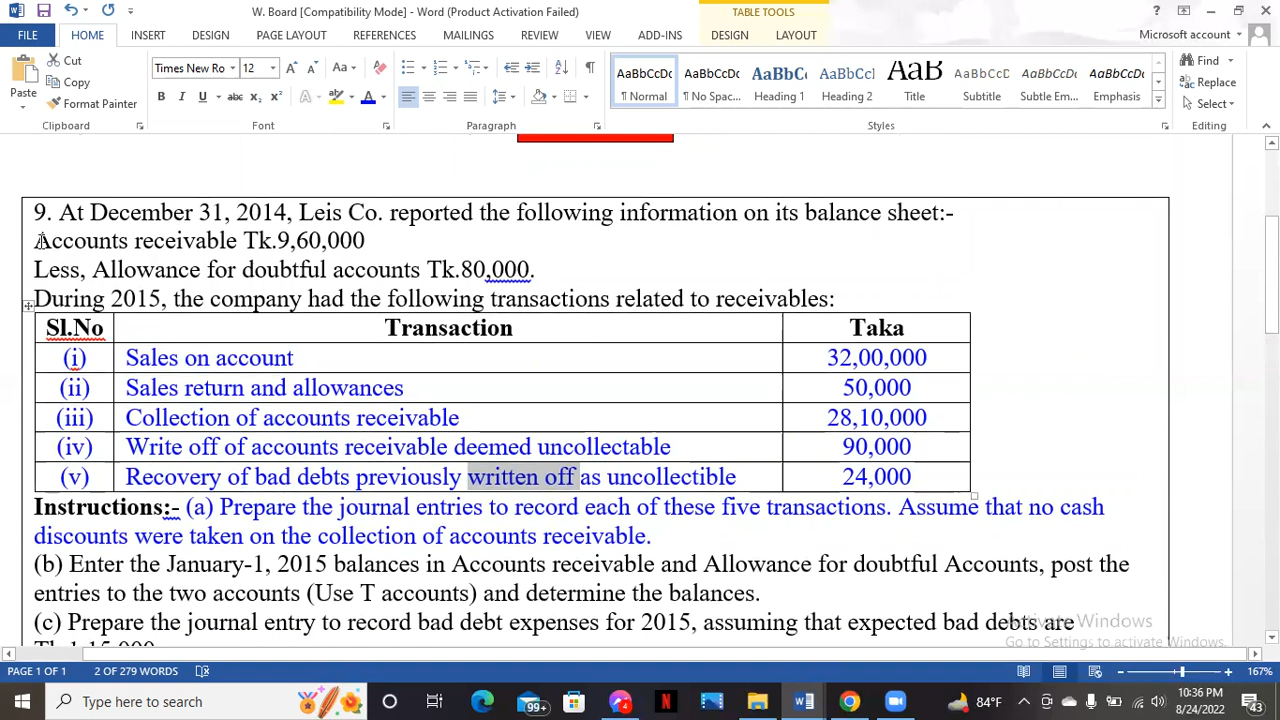 W. Board [Compatibility Mode] - Word (Product Activation Failed)
TABLE TOOLS
FILE HOME INSERT DESIGN PAGE LAYOUT REFERENCES MAILINGS REVIEW VIEW ADD-INS DESIGN LAYOUT Microsoft account
Paste Cut Copy Format Painter
Times New Ro 12
AaBbCcDc ¶ Normal
AaBbCcDc ¶ No Spac...
AaBbC Heading 1
AaBbCc Heading 2
AaB Title
AaBbCcD Subtitle
AaBbCcDc Subtle Em...
AaBbCcDc Emphasis
Find
Replace
Select
Clipboard Font Paragraph Styles Editing
9. At December 31, 2014, Leis Co. reported the following information on its balance sheet:-
Accounts receivable Tk.9,60,000
Less, Allowance for doubtful accounts Tk.80,000.
During 2015, the company had the following transactions related to receivables:
Sl.No Transaction Taka
(i) Sales on account 32,00,000
(ii) Sales return and allowances 50,000
(iii) Collection of accounts receivable 28,10,000
(iv) Write off of accounts receivable deemed uncollectable 90,000
(v) Recovery of bad debts previously written off as uncollectible 24,000
Instructions:- (a) Prepare the journal entries to record each of these five transactions. Assume that no cash
discounts were taken on the collection of accounts receivable.
(b) Enter the January-1, 2015 balances in Accounts receivable and Allowance for doubtful Accounts, post the
entries to the two accounts (Use T accounts) and determine the balances.
(c) Prepare the journal entry to record bad debt expenses for 2015, assuming that expected bad debts are
Activate Windows
Go to Settings to activate Windows.
PAGE 1 OF 1 2 OF 279 WORDS 167%
Type here to search 99+ 4 84°F 10:36 PM
8/24/2022 43